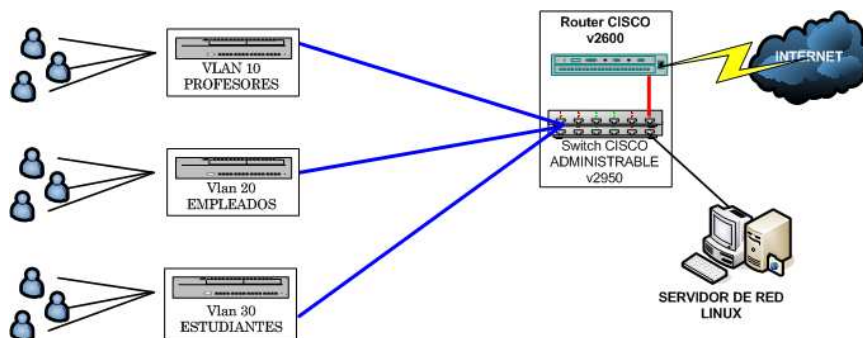 Router CISCO
v2600
INTERNET
VLAN 10
PROFESORES
Switch CISCO
ADMINISTRABLE
v2950
Vlan 20
EMPLEADOS
Vlan 30
ESTUDIANTES
SERVIDOR DE RED
LINUX